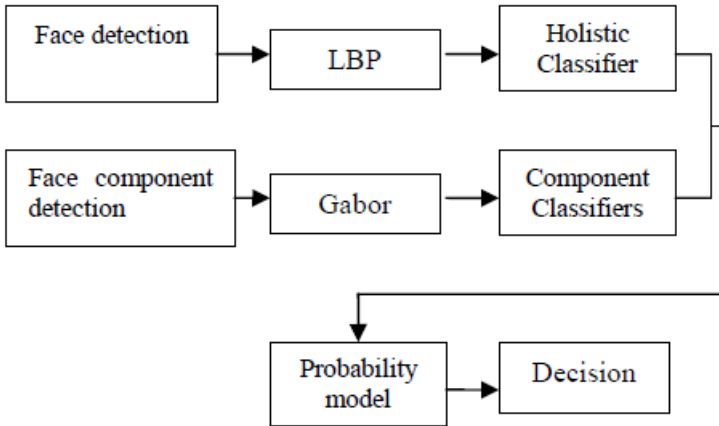 Face detection
LBP
Holistic
Classifier
Face component
detection
Gabor
Component
Classifiers
Probability
model
Decision